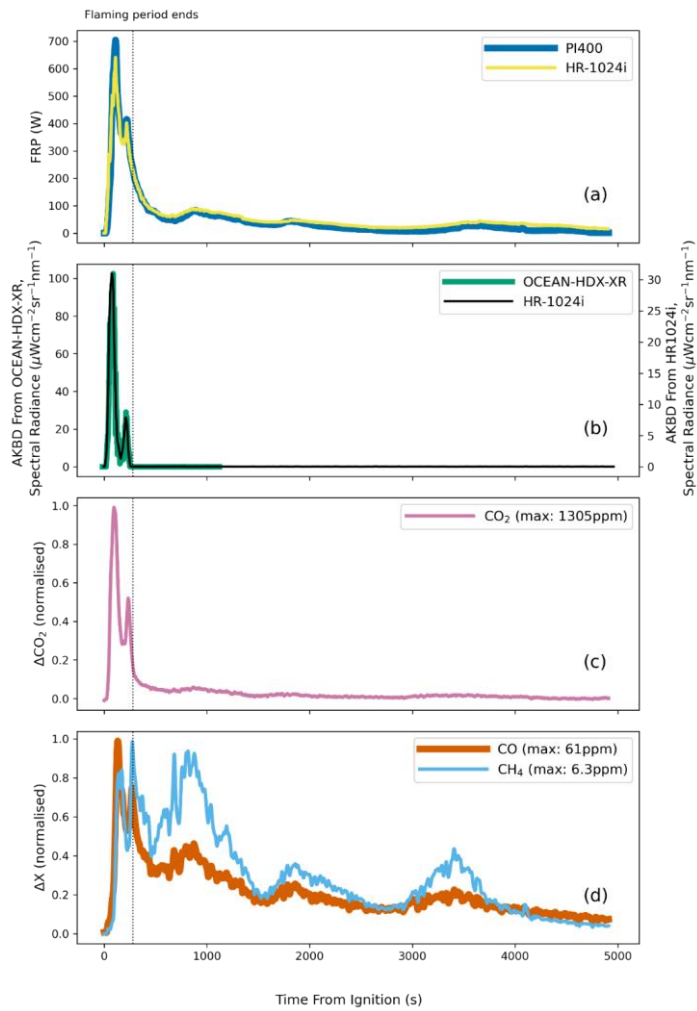 Flaming period ends
700
600
500
400
300
200
100
0
FRP (W)
PI400
HR-1024i
(a)
100
80
60
40
20
0
AKBD From OCEAN-HDX-XR,
Spectral Radiance (μWcm⁻²sr⁻¹nm⁻¹)
OCEAN-HDX-XR
HR-1024i
(b)
30
25
20
15
10
5
0
AKBD From HR1024i,
Spectral Radiance (μWcm⁻²sr⁻¹nm⁻¹)
1.0
0.8
0.6
0.4
0.2
0.0
ΔCO₂ (normalised)
CO₂ (max: 1305ppm)
(c)
1.0
0.8
0.6
0.4
0.2
0.0
ΔX (normalised)
CO (max: 61ppm)
CH₄ (max: 6.3ppm)
(d)
0 1000 2000 3000 4000 5000
Time From Ignition (s)